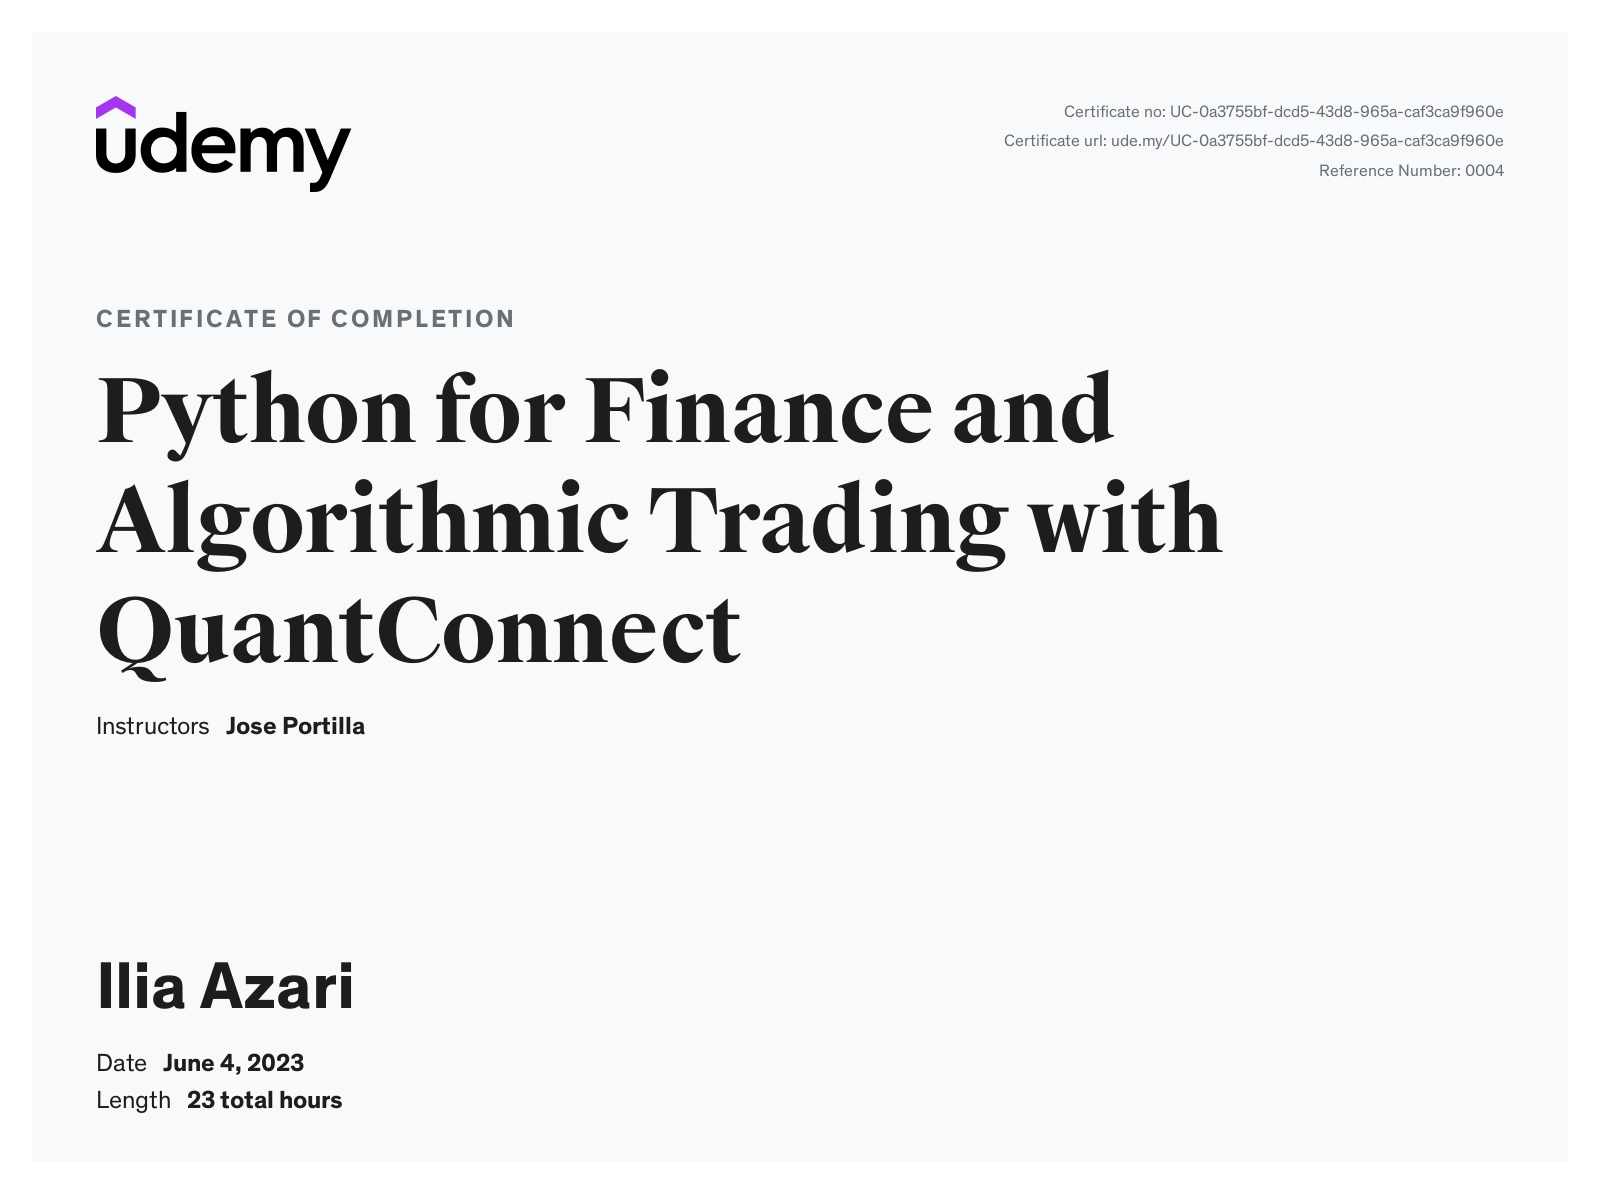 udemy
Certificate no: UC-0a3755bf-dcd5-43d8-965a-caf3ca9f960e
Certificate url: ude.my/UC-0a3755bf-dcd5-43d8-965a-caf3ca9f960e
Reference Number: 0004
CERTIFICATE OF COMPLETION
Python for Finance and
Algorithmic Trading with
QuantConnect
Instructors Jose Portilla
Ilia Azari
Date June 4, 2023
Length 23 total hours